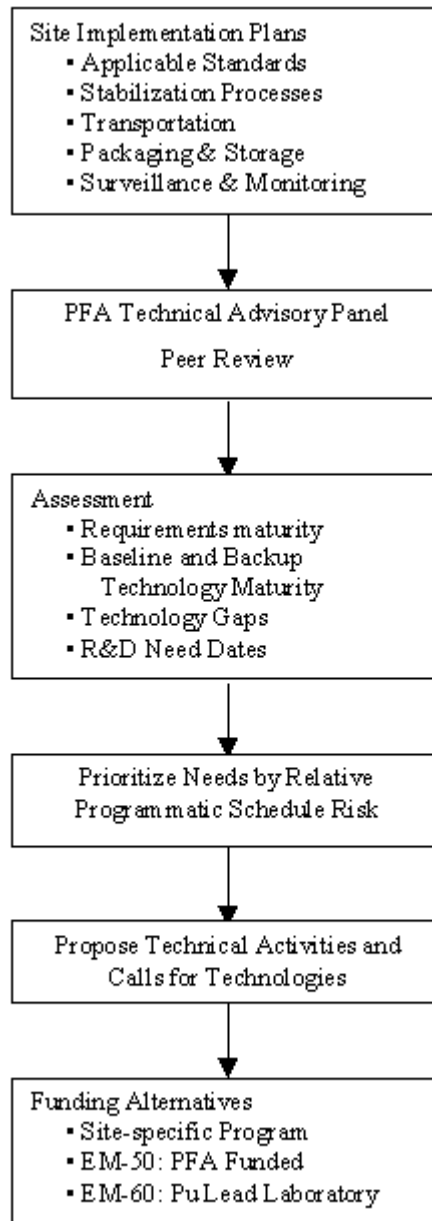 Site Implementation Plans
▪ Applicable Standards
▪ Stabilization Processes
▪ Transportation
▪ Packaging & Storage
▪ Surveillance & Monitoring
PFA Technical Advisory Panel
Peer Review
Assessment
▪ Requirements maturity
▪ Baseline and Backup
Technology Maturity
▪ Technology Gaps
▪ R&D Need Dates
Prioritize Needs by Relative
Programmatic Schedule Risk
Propose Technical Activities and
Calls for Technologies
Funding Alternatives
▪ Site-specific Program
▪ EM-50: PFA Funded
▪ EM-60: Pu Lead Laboratory